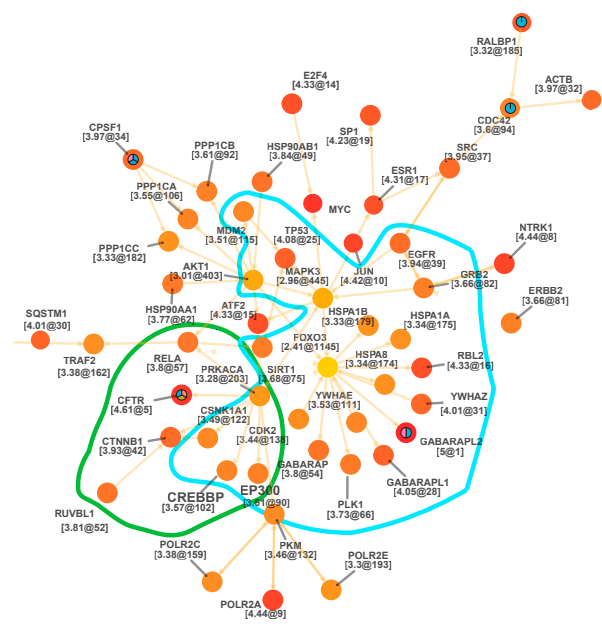 RALBP1
[3.32@185]
E2F4
[4.33@14]
ACTB
[3.97@32]
CPSF1
[3.97@34]
PPP1CB
[3.61@92]
HSP90AB1
[3.84@49]
SP1
[4.23@19]
CDC42
[3.6@94]
SRC
[3.95@37]
PPP1CA
[3.55@106]
ESR1
[4.31@17]
MYC
MDM2
[3.51@115]
TP53
[4.08@25]
PPP1CC
[3.33@182]
AKT1
[3.01@403]
MAPK3
[2.96@445]
JUN
[4.42@10]
EGFR
[3.94@39]
GRB2
[3.66@82]
NTRK1
[4.44@8]
ERBB2
[3.66@81]
HSP90AA1
[3.77@62]
ATF2
[4.33@15]
HSPA1B
[3.33@179]
HSPA1A
[3.34@175]
SQSTM1
[4.01@30]
TRAF2
[3.38@162]
RELA
[3.8@57]
FOXO3
[2.41@1145]
HSPA8
[3.34@174]
RBL2
[4.33@16]
PRKACA
[3.28@203]
SIRT1
[3.68@75]
CFTR
[4.61@5]
CSNK1A1
[3.49@122]
YWHAE
[3.53@111]
YWHAZ
[4.01@31]
CTNNB1
[3.93@42]
CDK2
[3.44@138]
GABARAPL2
[5@1]
GABARAP
[3.8@54]
GABARAPL1
[4.05@28]
CREBBP
[3.57@102]
EP300
[3.61@90]
PLK1
[3.73@66]
RUVBL1
[3.81@52]
POLR2C
[3.38@159]
PKM
[3.46@132]
POLR2E
[3.3@193]
POLR2A
[4.44@9]